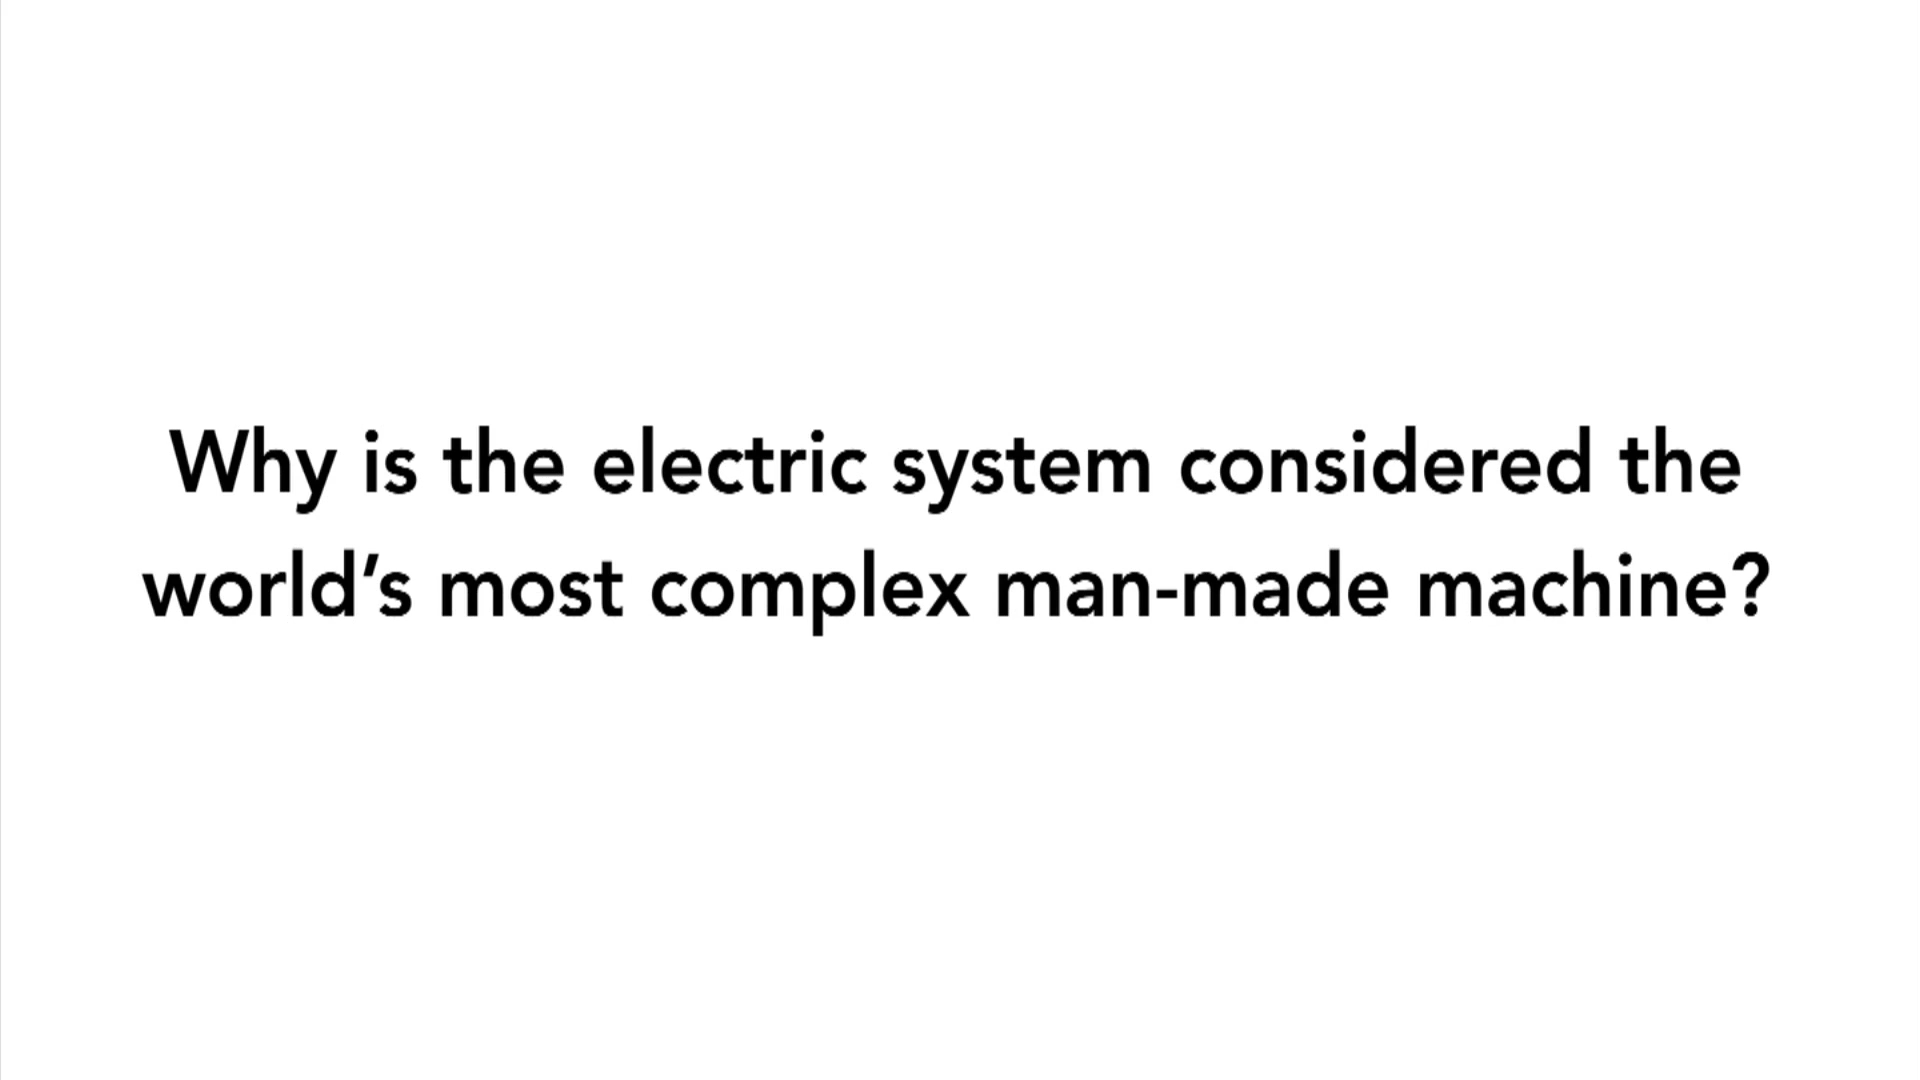 Why is the electric system considered the
world’s most complex man-made machine?